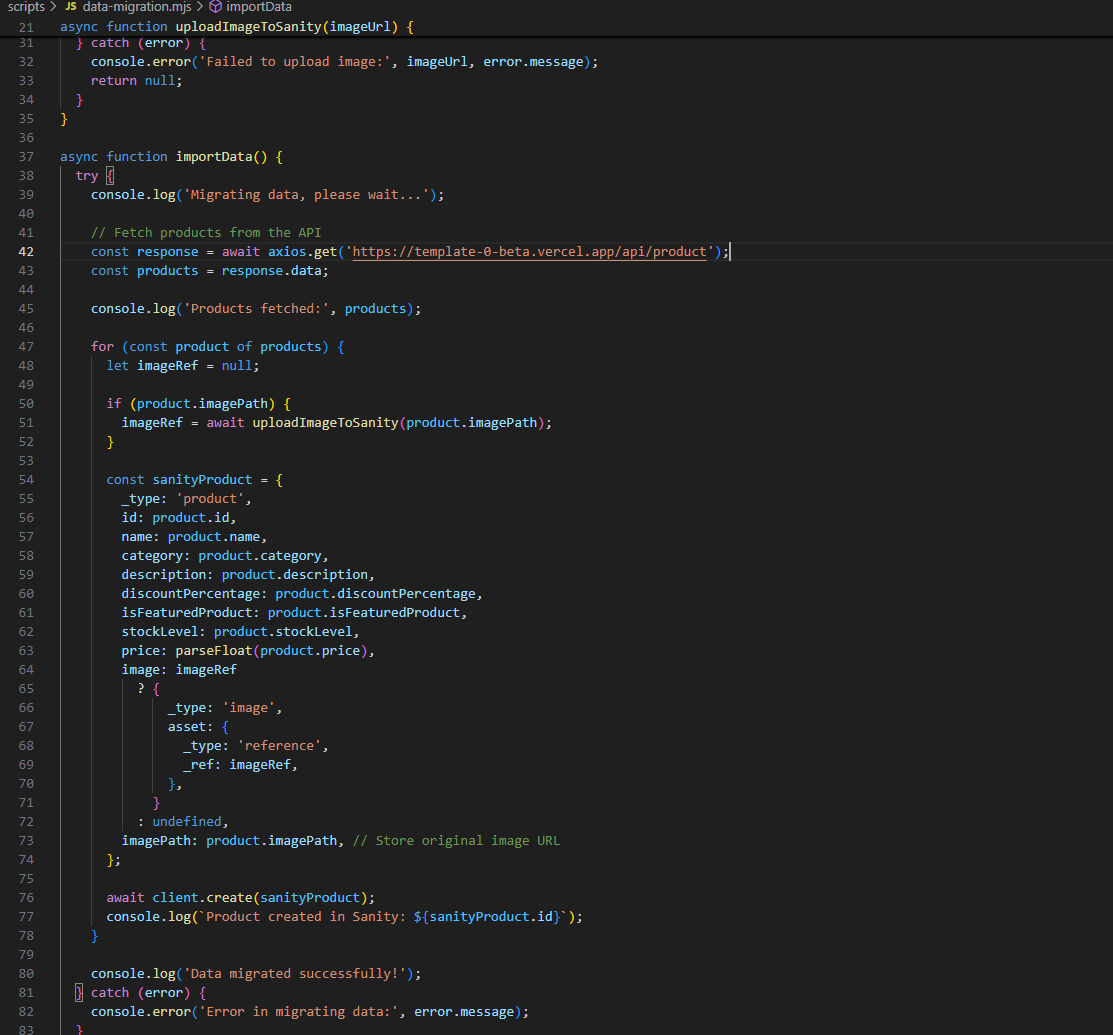 scripts > JS data-migration.mjs > importData
21 async function uploadImageToSanity(imageUrl) {
31 } catch (error) {
32 console.error('Failed to upload image:', imageUrl, error.message);
33 return null;
34 }
35 }
36
37 async function importData() {
38 try {
39 console.log('Migrating data, please wait...');
40
41 // Fetch products from the API
42 const response = await axios.get('https://template-0-beta.vercel.app/api/product');
43 const products = response.data;
44
45 console.log('Products fetched:', products);
46
47 for (const product of products) {
48 let imageRef = null;
49
50 if (product.imagePath) {
51 imageRef = await uploadImageToSanity(product.imagePath);
52 }
53
54 const sanityProduct = {
55 _type: 'product',
56 id: product.id,
57 name: product.name,
58 category: product.category,
59 description: product.description,
60 discountPercentage: product.discountPercentage,
61 isFeaturedProduct: product.isFeaturedProduct,
62 stockLevel: product.stockLevel,
63 price: parseFloat(product.price),
64 image: imageRef
65 ? {
66 _type: 'image',
67 asset: {
68 _type: 'reference',
69 _ref: imageRef,
70 },
71 }
72 : undefined,
73 imagePath: product.imagePath, // Store original image URL
74 };
75
76 await client.create(sanityProduct);
77 console.log(`Product created in Sanity: ${sanityProduct.id}`);
78 }
79
80 console.log('Data migrated successfully!');
81 } catch (error) {
82 console.error('Error in migrating data:', error.message);
83 }